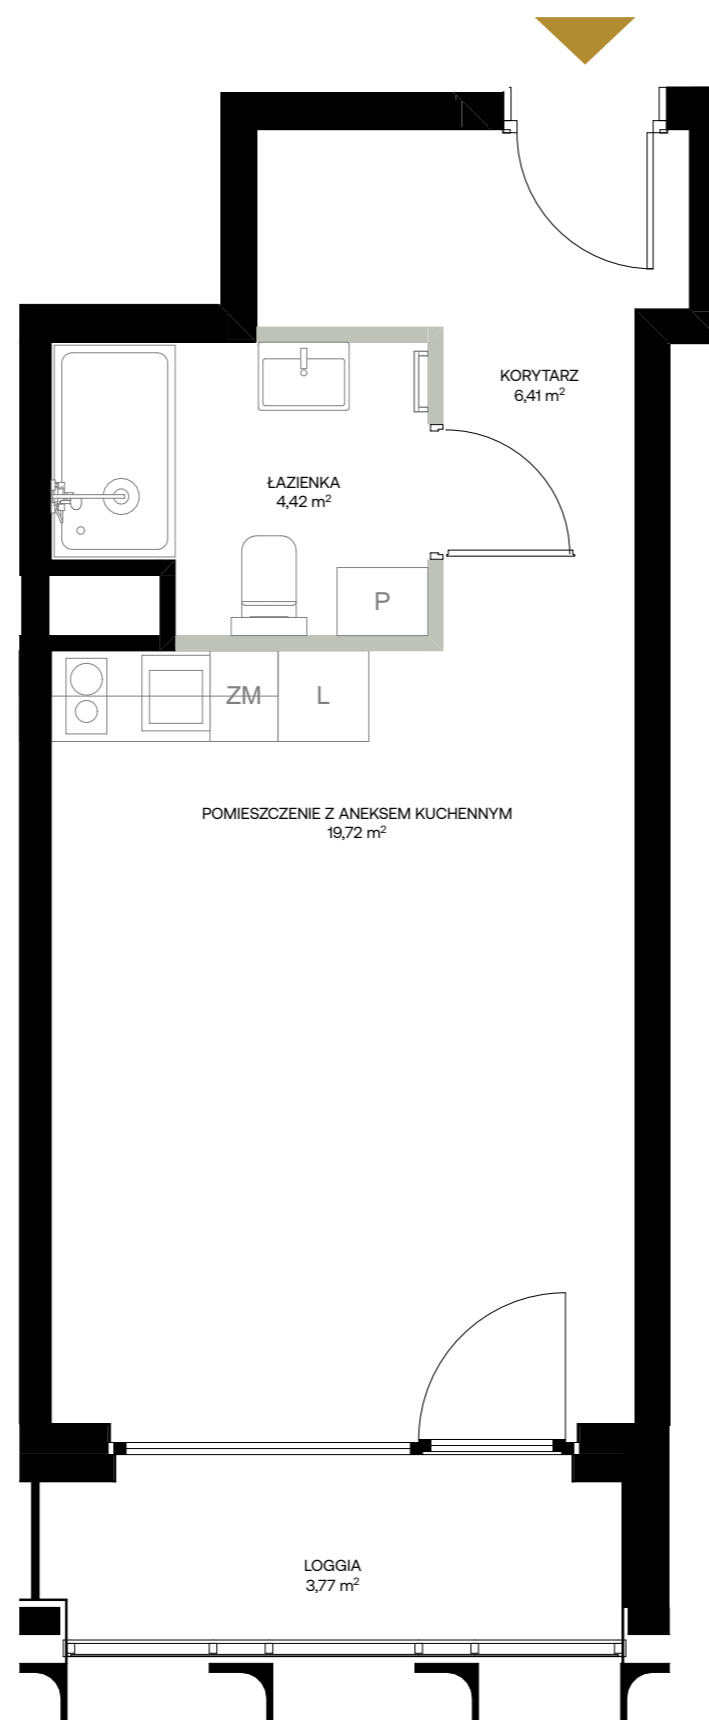 KORYTARZ
6,41 m²
ŁAZIENKA
4,42 m²
P
ZM
L
POMIESZCZENIE Z ANEKSEM KUCHENNYM
19,72 m²
LOGGIA
3,77 m²